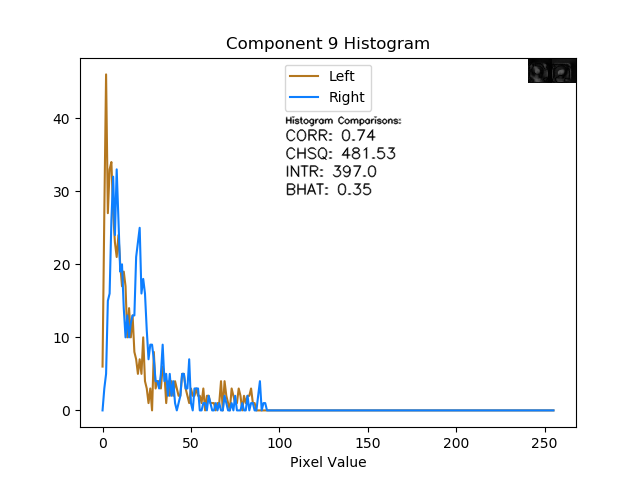 Component 9 Histogram
Left
Right
Histogram Comparisons:
CORR: 0.74
CHSQ: 481.53
INTR: 397.0
BHAT: 0.35
40
30
20
10
0
0 50 100 150 200 250
Pixel Value